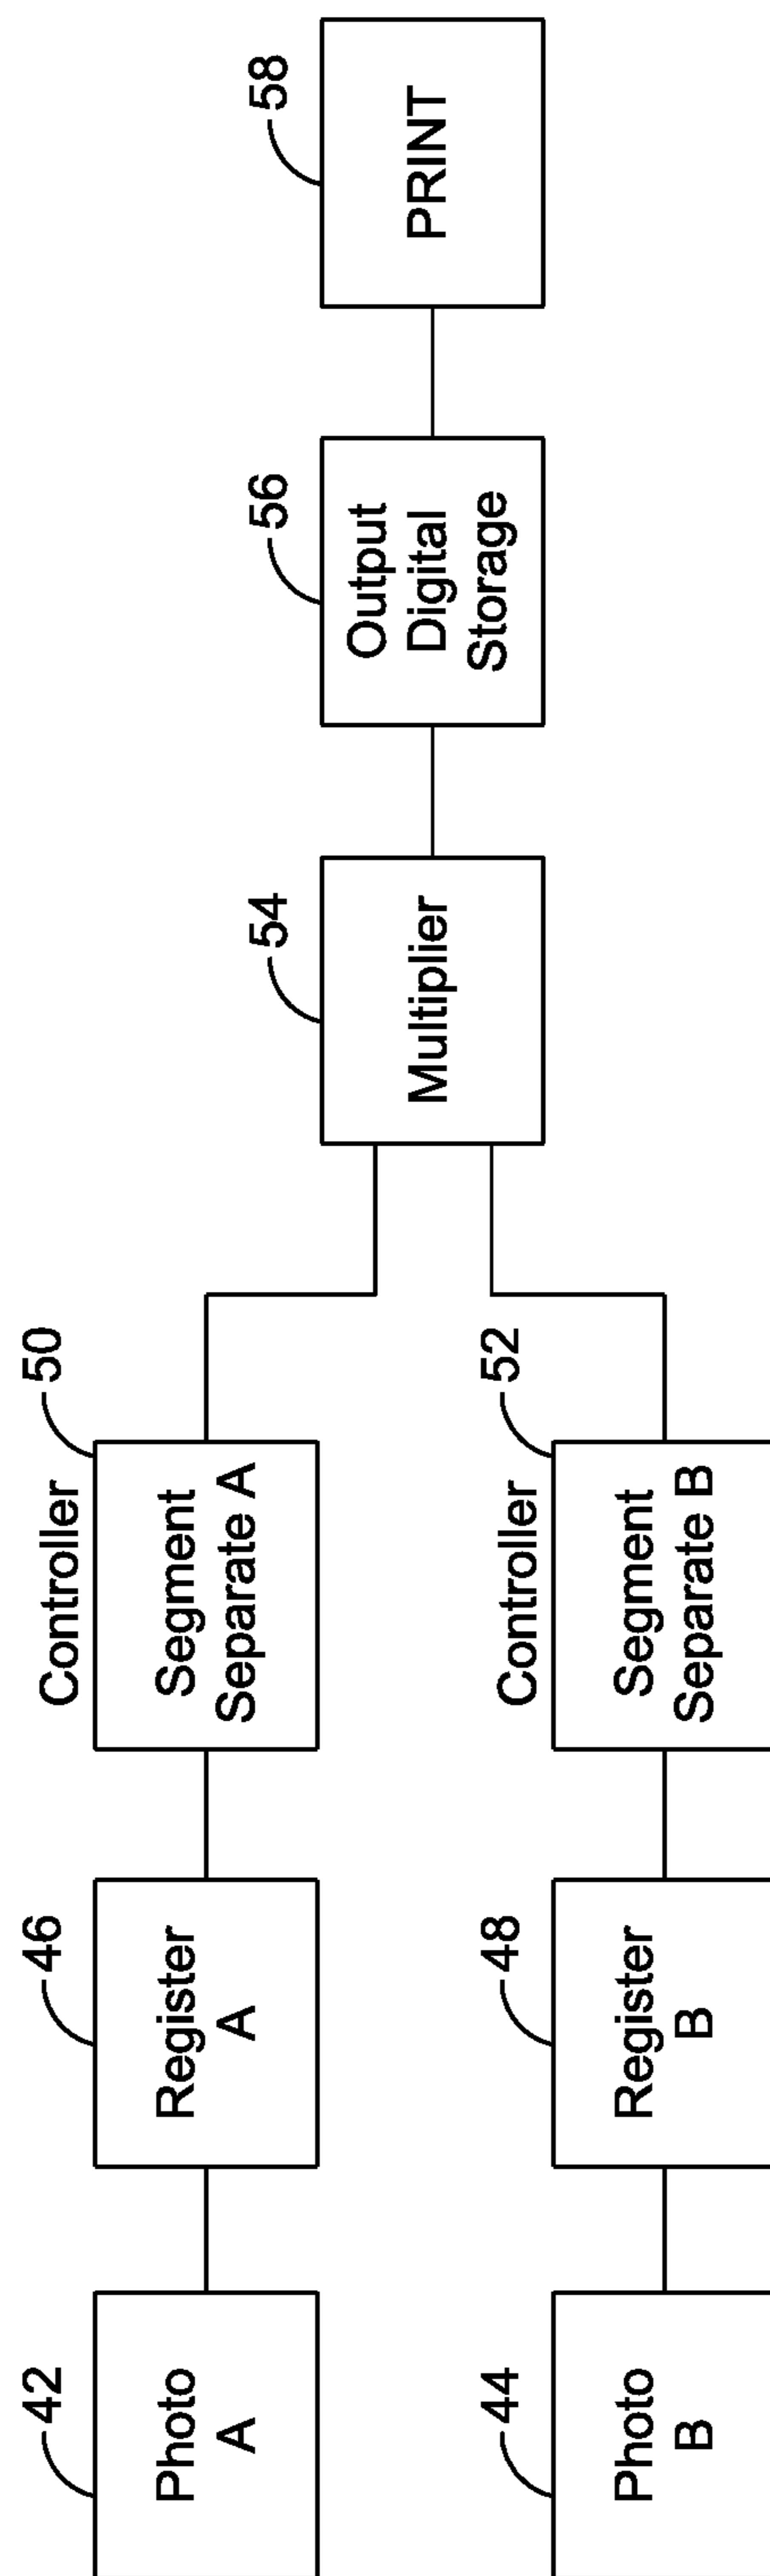 42
Photo
A
46
Register
A
Controller
50
Segment
Separate A
44
Photo
B
48
Register
B
Controller
52
Segment
Separate B
54
Multiplier
56
Output
Digital
Storage
58
PRINT